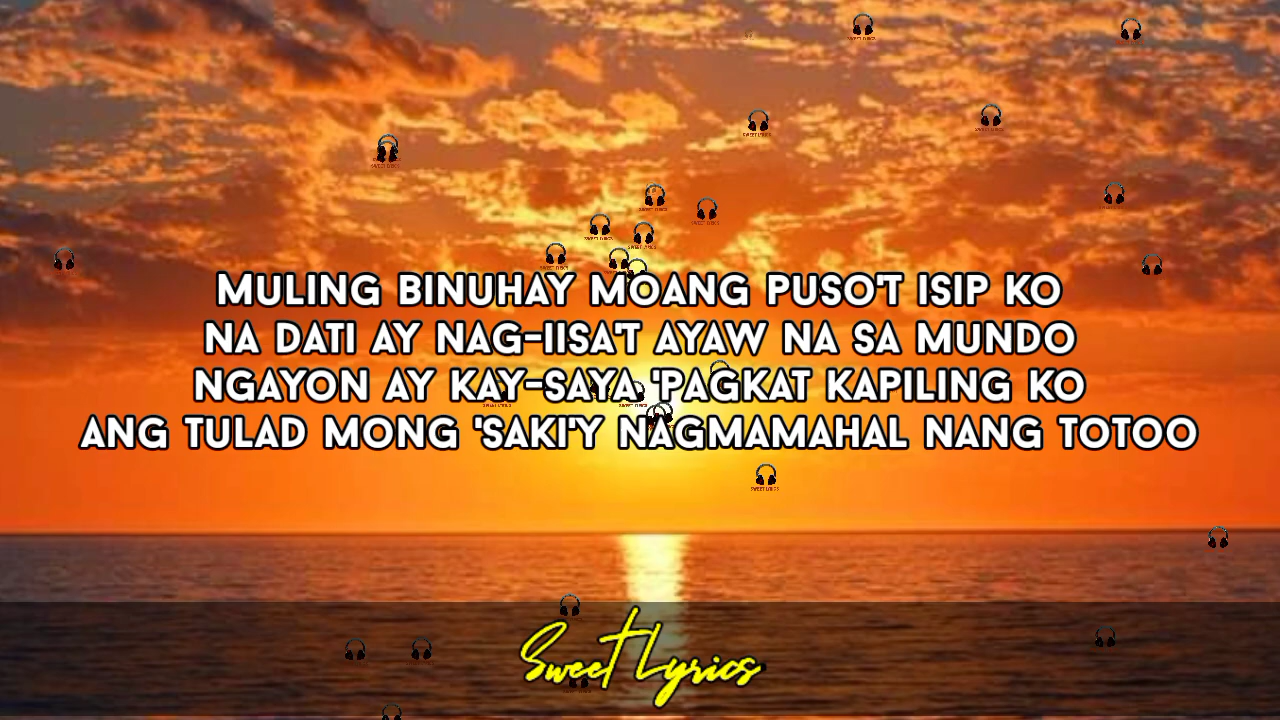 MULING BINUHAY MOANG PUSO'T ISIP KO
NA DATI AY NAG-IISA'T AYAW NA SA MUNDO
NGAYON AY KAY-SAYA 'PAGKAT KAPILING KO
ANG TULAD MONG 'SAKI'Y NAGMAMAHAL NANG TOTOO
Sweet Lyrics